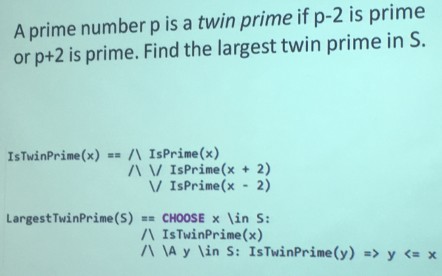 A prime number p is a twin prime if p-2 is prime
or p+2 is prime. Find the largest twin prime in S.
IsTwinPrime(x) == /\ IsPrime(x)
/\ \/ IsPrime(x + 2)
\/ IsPrime(x - 2)
LargestTwinPrime(S) == CHOOSE x \in S:
/\ IsTwinPrime(x)
/\ \A y \in S: IsTwinPrime(y) => y <= x